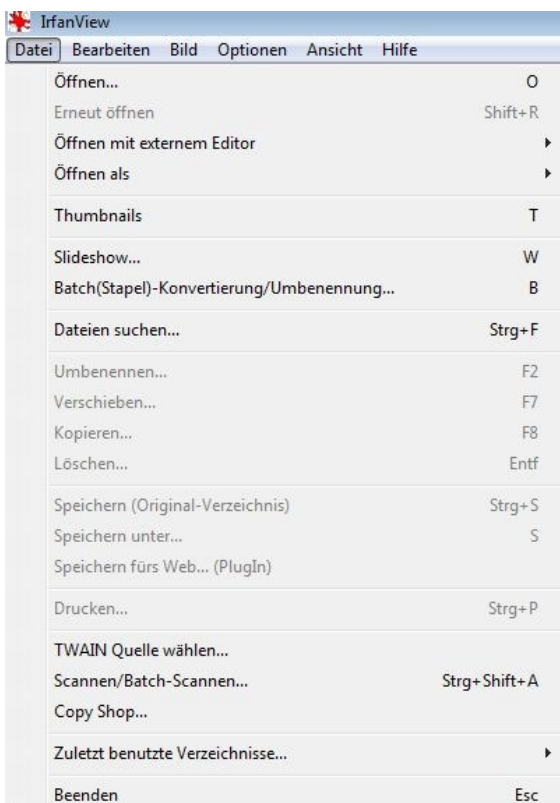 IrfanView
Datei Bearbeiten Bild Optionen Ansicht Hilfe
Öffnen... O
Erneut öffnen Shift+R
Öffnen mit externem Editor
Öffnen als
Thumbnails T
Slideshow... W
Batch(Stapel)-Konvertierung/Umbenennung... B
Dateien suchen... Strg+F
Umbenennen... F2
Verschieben... F7
Kopieren... F8
Löschen... Entf
Speichern (Original-Verzeichnis) Strg+S
Speichern unter... S
Speichern fürs Web... (PlugIn)
Drucken... Strg+P
TWAIN Quelle wählen...
Scannen/Batch-Scannen... Strg+Shift+A
Copy Shop...
Zuletzt benutzte Verzeichnisse...
Beenden Esc